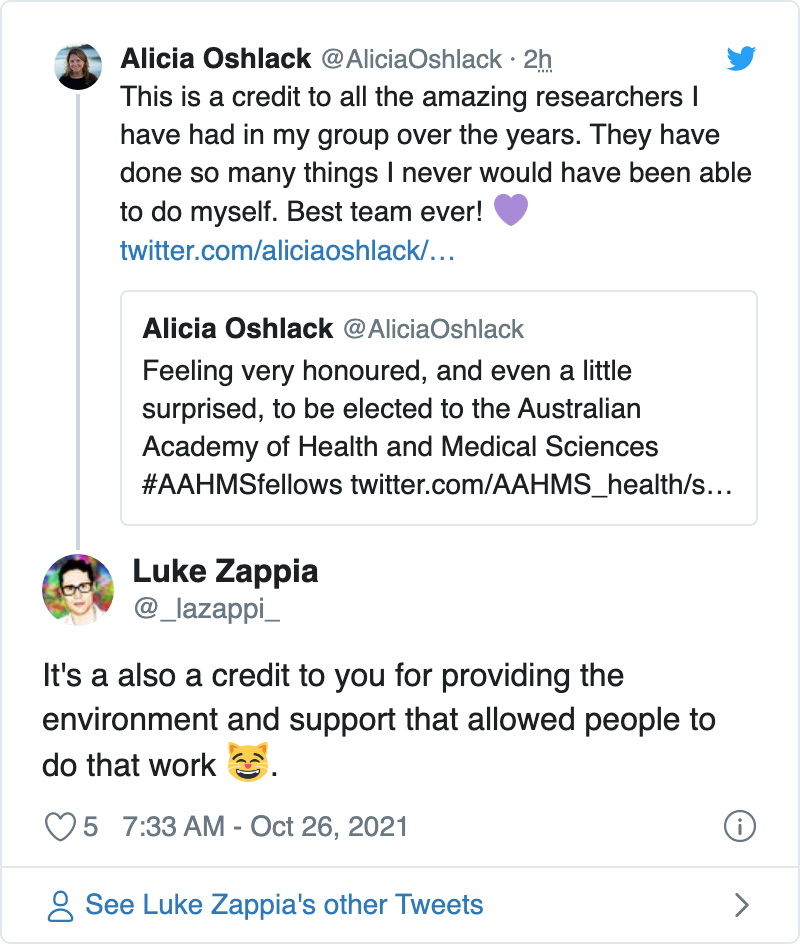 Alicia Oshlack @AliciaOshlack · 2h
This is a credit to all the amazing researchers I
have had in my group over the years. They have
done so many things I never would have been able
to do myself. Best team ever! 💜
twitter.com/aliciaoshlack/…
Alicia Oshlack @AliciaOshlack
Feeling very honoured, and even a little
surprised, to be elected to the Australian
Academy of Health and Medical Sciences
#AAHMSfellows twitter.com/AAHMS_health/s…
Luke Zappia
@_lazappi_
It's a also a credit to you for providing the
environment and support that allowed people to
do that work 😸.
5 7:33 AM - Oct 26, 2021
See Luke Zappia's other Tweets